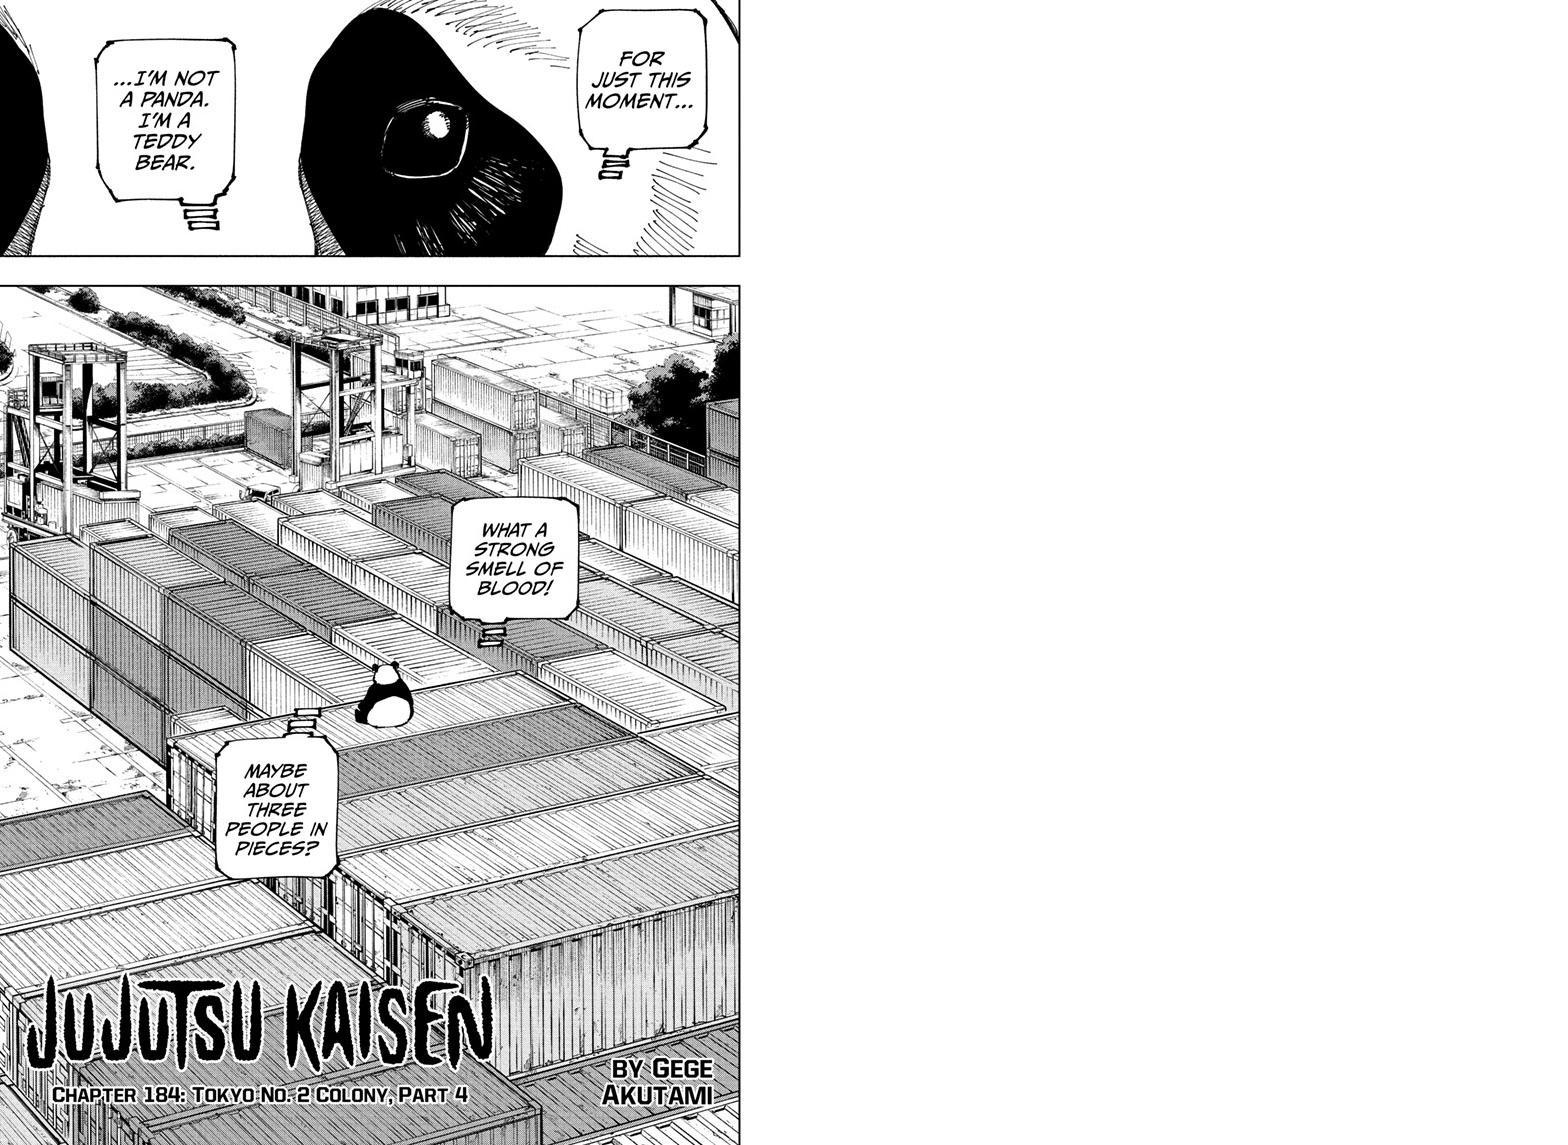 FOR
JUST THIS
MOMENT...
...I'M NOT
A PANDA.
I'M A
TEDDY
BEAR.
WHAT A
STRONG
SMELL OF
BLOOD!
MAYBE
ABOUT
THREE
PEOPLE IN
PIECES?
JUJUTSU KAISEN
CHAPTER 184: TOKYO NO. 2 COLONY, PART 4
BY GEGE
AKUTAMI